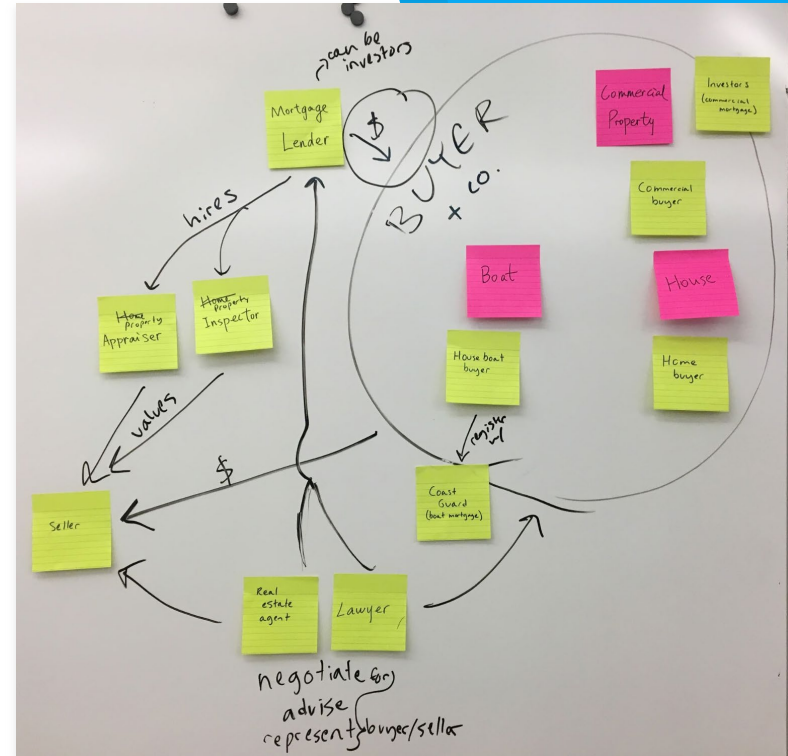 can be
investors
Mortgage
Lender
$
BUYER
+ co.
Commercial
Property
Investors
(commercial
mortgage)
Commercial
buyer
hires
Boat
House
Home
Property
Appraiser
Home
Property
Inspector
House boat
buyer
Home
buyer
values
register
w/
$
Seller
Coast
Guard
(boat mortgage)
Real
estate
agent
Lawyer
negotiate (for)
advise
represent} buyer/seller